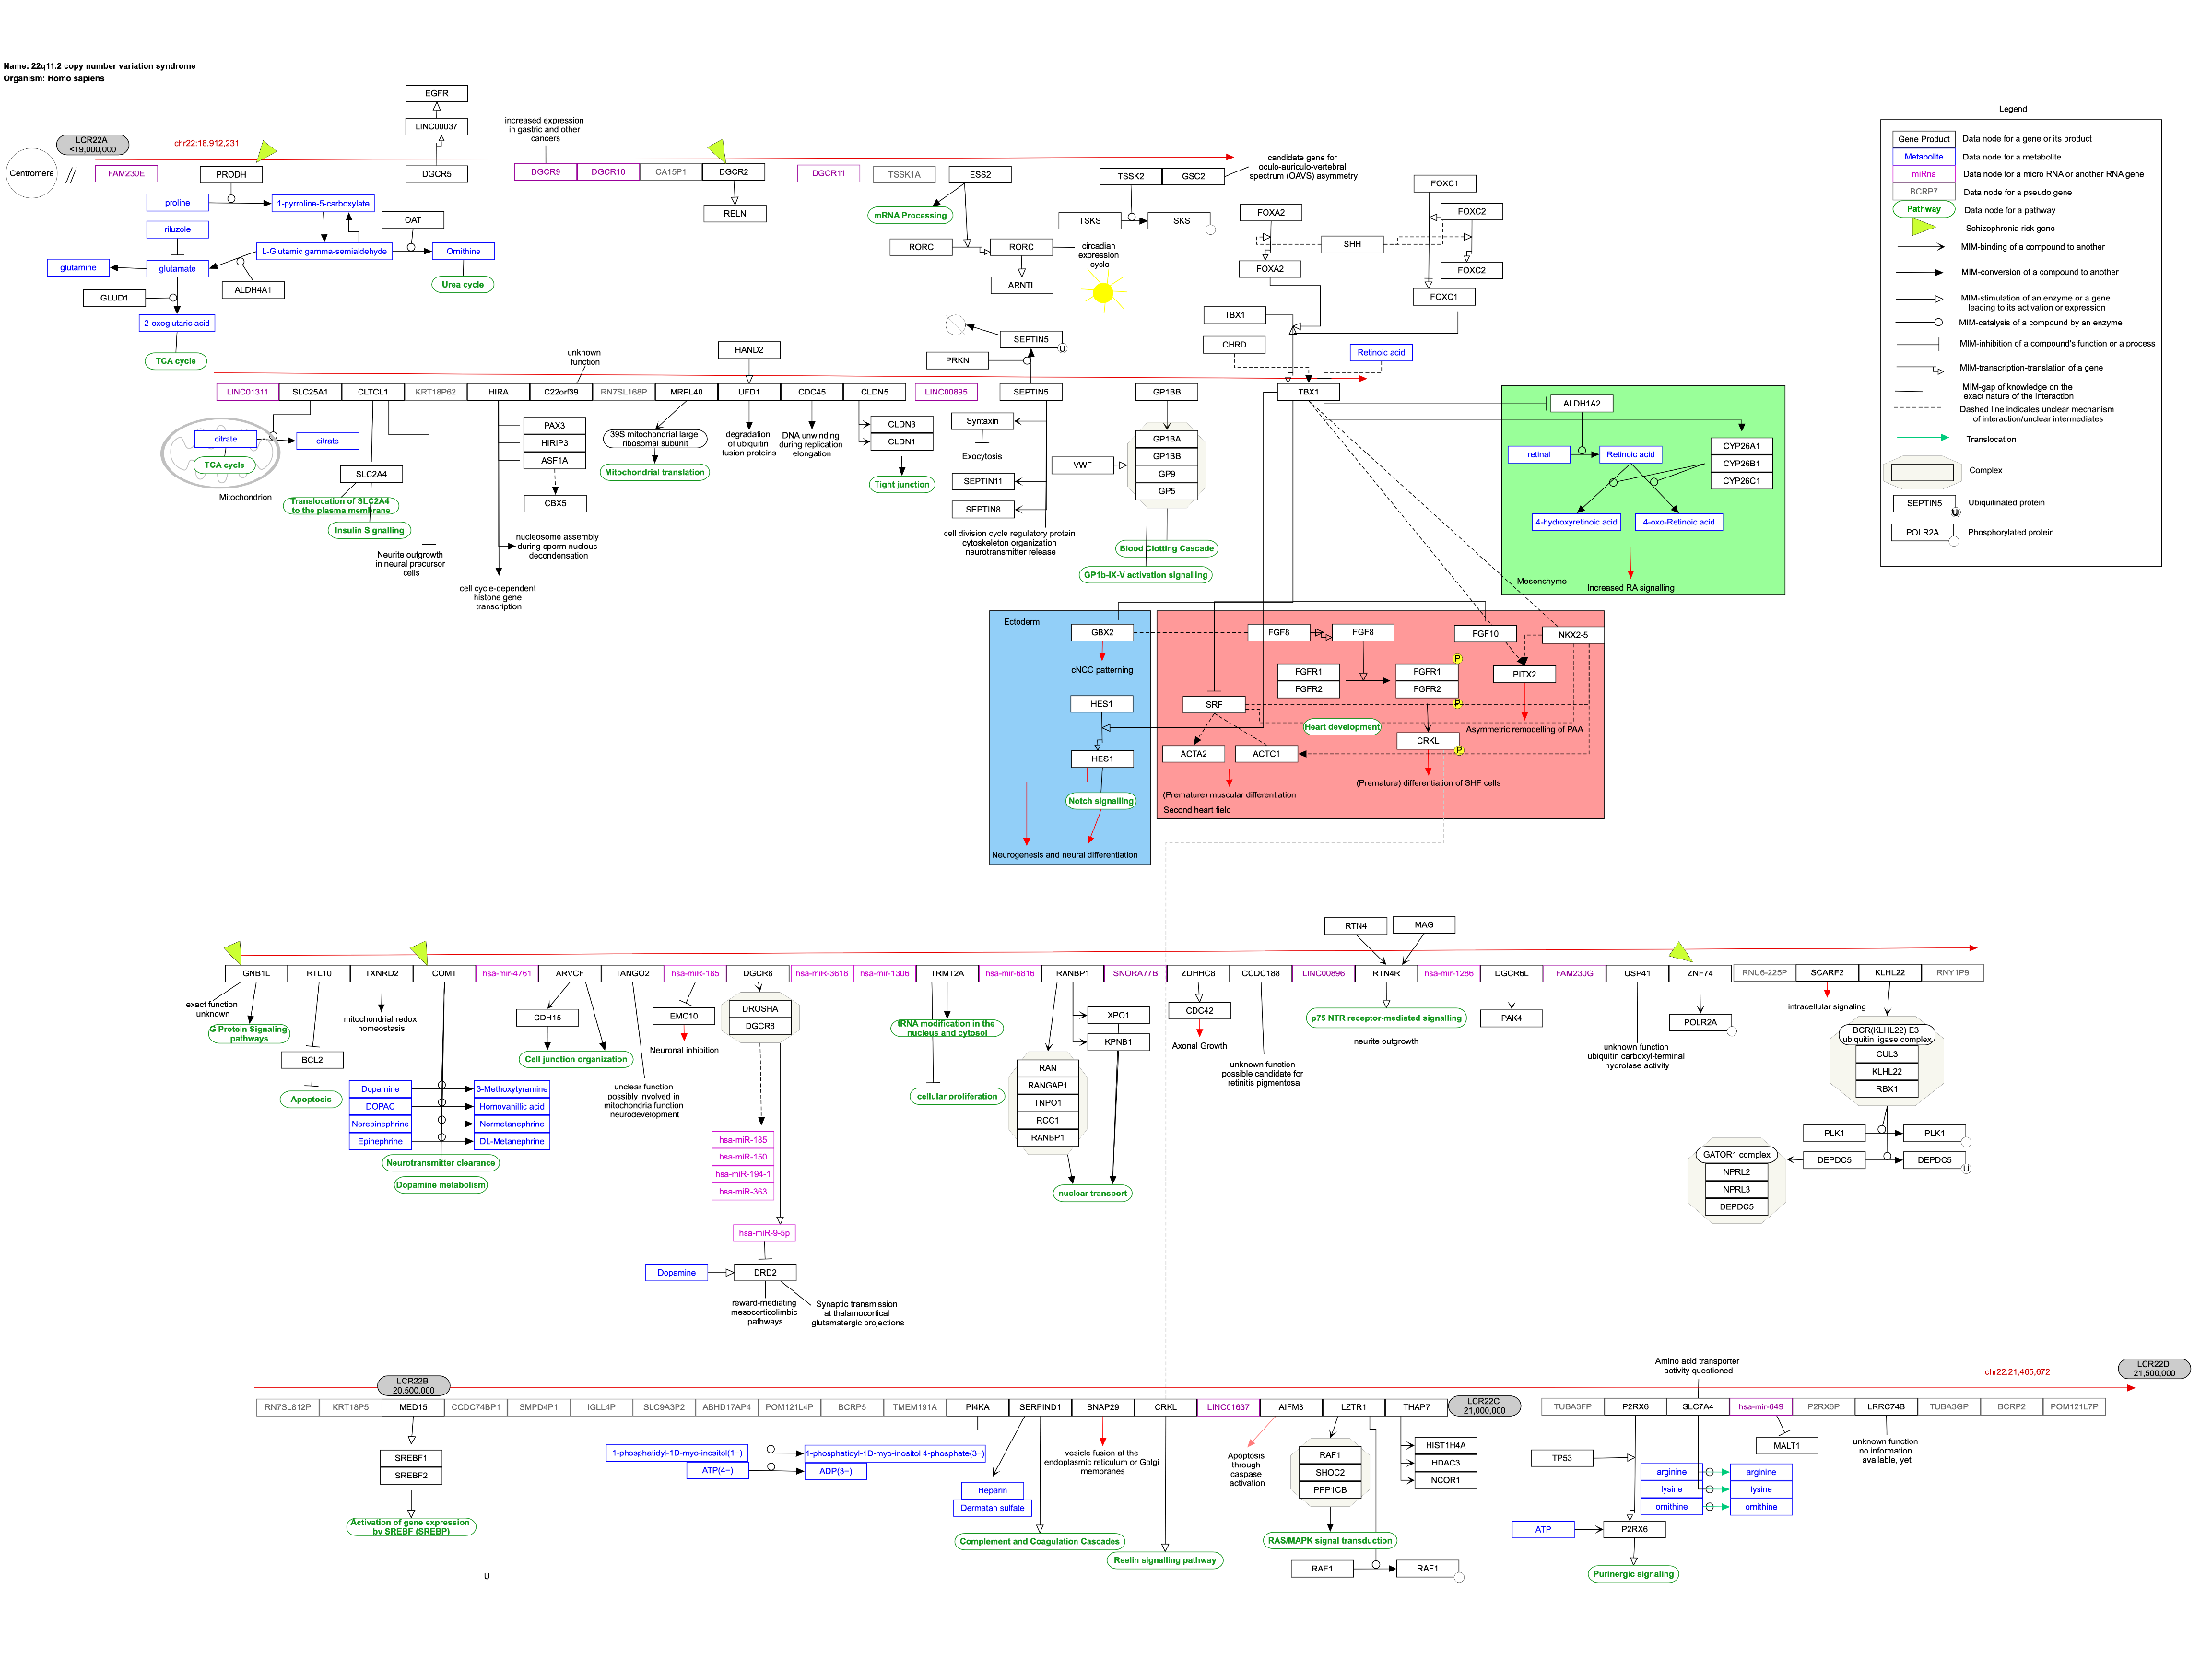 Name: 22q11.2 copy number variation syndrome
Organism: Homo sapiens
Centromere
LCR22A
<19,000,000
chr22:18,912,231
EGFR
LINC00037
increased expression
in gastric and other
cancers
FAM230E
PRODH
DGCR5
DGCR9
DGCR10
CA15P1
DGCR2
DGCR11
TSSK1A
ESS2
TSSK2
GSC2
candidate gene for
oculo-auriculo-vertebral
spectrum (OAVS) asymmetry
proline
1-pyrroline-5-carboxylate
OAT
RELN
mRNA Processing
TSKS
TSKS
riluzole
L-Glutamic gamma-semialdehyde
Ornithine
RORC
RORC
circadian
expression
cycle
glutamine
glutamate
ALDH4A1
Urea cycle
ARNTL
GLUD1
2-oxoglutaric acid
TCA cycle
FOXC1
FOXA2
FOXC2
SHH
FOXA2
FOXC2
FOXC1
TBX1
CHRD
Retinoic acid
unknown
function
HAND2
PRKN
SEPTIN5
U
LINC01311
SLC25A1
CLTCL1
KRT18P62
HIRA
C22orf39
RN7SL168P
MRPL40
UFD1
CDC45
CLDN5
LINC00895
SEPTIN5
GP1BB
TBX1
citrate
citrate
TCA cycle
Mitochondrion
SLC2A4
Translocation of SLC2A4
to the plasma membrane
Insulin Signalling
Neurite outgrowth
in neural precursor
cells
PAX3
HIRIP3
ASF1A
CBX5
nucleosome assembly
during sperm nucleus
decondensation
cell cycle-dependent
histone gene
transcription
39S mitochondrial large
ribosomal subunit
Mitochondrial translation
degradation
of ubiquilin
fusion proteins
DNA unwinding
during replication
elongation
CLDN3
CLDN1
Tight junction
Syntaxin
Exocytosis
SEPTIN11
SEPTIN8
cell division cycle regulatory protein
cytoskeleton organization
neurotransmitter release
VWF
GP1BA
GP1BB
GP9
GP5
Blood Clotting Cascade
GP1b-IX-V activation signalling
ALDH1A2
retinal
Retinoic acid
CYP26A1
CYP26B1
CYP26C1
4-hydroxyretinoic acid
4-oxo-Retinoic acid
Mesenchyme
Increased RA signalling
Legend
Gene Product
Data node for a gene or its product
Metabolite
Data node for a metabolite
miRna
Data node for a micro RNA or another RNA gene
BCRP7
Data node for a pseudo gene
Pathway
Data node for a pathway
Schizophrenia risk gene
MIM-binding of a compound to another
MIM-conversion of a compound to another
MIM-stimulation of an enzyme or a gene
leading to its activation or expression
MIM-catalysis of a compound by an enzyme
MIM-inhibition of a compound's function or a process
MIM-transcription-translation of a gene
MIM-gap of knowledge on the
exact nature of the interaction
Dashed line indicates unclear mechanism
of interaction/unclear intermediates
Translocation
Complex
SEPTIN5
U
Ubiquitinated protein
POLR2A
Phosphorylated protein
Ectoderm
GBX2
cNCC patterning
HES1
HES1
Notch signalling
Neurogenesis and neural differentiation
FGF8
FGF8
FGF10
NKX2-5
FGFR1
FGFR2
FGFR1
FGFR2
P
P
PITX2
SRF
Heart development
Asymmetric remodelling of PAA
CRKL
P
ACTA2
ACTC1
(Premature) differentiation of SHF cells
(Premature) muscular differentiation
Second heart field
RTN4
MAG
GNB1L
RTL10
TXNRD2
COMT
hsa-mir-4761
ARVCF
TANGO2
hsa-miR-185
DGCR8
hsa-miR-3618
hsa-mir-1306
TRMT2A
hsa-mir-6816
RANBP1
SNORA77B
ZDHHC8
CCDC188
LINC00896
RTN4R
hsa-mir-1286
DGCR6L
FAM230G
USP41
ZNF74
RNU6-225P
SCARF2
KLHL22
RNY1P9
exact function
unknown
G Protein Signaling
pathways
BCL2
Apoptosis
mitochondrial redox
homeostasis
Dopamine
3-Methoxytyramine
DOPAC
Homovanillic acid
Norepinephrine
Normetanephrine
Epinephrine
DL-Metanephrine
Neurotransmitter clearance
Dopamine metabolism
CDH15
Cell junction organization
unclear function
possibly involved in
mitochondria function
neurodevelopment
EMC10
Neuronal inhibition
DROSHA
DGCR8
hsa-miR-185
hsa-miR-150
hsa-miR-194-1
hsa-miR-363
hsa-miR-9-5p
Dopamine
DRD2
reward-mediating
mesocorticolimbic
pathways
Synaptic transmission
at thalamocortical
glutamatergic projections
tRNA modification in the
nucleus and cytosol
cellular proliferation
XPO1
KPNB1
RAN
RANGAP1
TNPO1
RCC1
RANBP1
nuclear transport
CDC42
Axonal Growth
unknown function
possible candidate for
retinitis pigmentosa
p75 NTR receptor-mediated signalling
neurite outgrowth
PAK4
unknown function
ubiquitin carboxyl-terminal
hydrolase activity
POLR2A
intracellular signaling
BCR(KLHL22) E3
ubiquitin ligase complex
CUL3
KLHL22
RBX1
PLK1
PLK1
DEPDC5
DEPDC5
U
GATOR1 complex
NPRL2
NPRL3
DEPDC5
LCR22B
20,500,000
Amino acid transporter
activity questioned
chr22:21,465,672
LCR22D
21,500,000
RN7SL812P
KRT18P5
MED15
CCDC74BP1
SMPD4P1
IGLL4P
SLC9A3P2
ABHD17AP4
POM121L4P
BCRP5
TMEM191A
PI4KA
SERPIND1
SNAP29
CRKL
LINC01637
AIFM3
LZTR1
THAP7
LCR22C
21,000,000
TUBA3FP
P2RX6
SLC7A4
hsa-mir-649
P2RX6P
LRRC74B
TUBA3GP
BCRP2
POM121L7P
SREBF1
SREBF2
Activation of gene expression
by SREBF (SREBP)
1-phosphatidyl-1D-myo-inositol(1−)
1-phosphatidyl-1D-myo-inositol 4-phosphate(3−)
ATP(4−)
ADP(3−)
Heparin
Dermatan sulfate
Complement and Coagulation Cascades
vesicle fusion at the
endoplasmic reticulum or Golgi
membranes
Reelin signalling pathway
Apoptosis
through
caspase
activation
RAF1
SHOC2
PPP1CB
RAS/MAPK signal transduction
RAF1
RAF1
HIST1H4A
HDAC3
NCOR1
TP53
MALT1
unknown function
no information
available, yet
arginine
arginine
lysine
lysine
ornithine
ornithine
ATP
P2RX6
Purinergic signaling
U